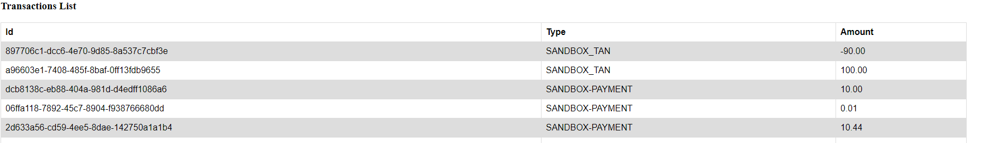 Transactions List
Id Type Amount
897706c1-dcc6-4e70-9d85-8a537c7cbf3e SANDBOX_TAN -90.00
a96603e1-7408-485f-8baf-0ff13fdb9655 SANDBOX_TAN 100.00
dcb8138c-eb88-404a-981d-d4edff1086a6 SANDBOX-PAYMENT 10.00
06ffa118-7892-45c7-8904-f938766680dd SANDBOX-PAYMENT 0.01
2d633a56-cd59-4ee5-8dae-142750a1a1b4 SANDBOX-PAYMENT 10.44